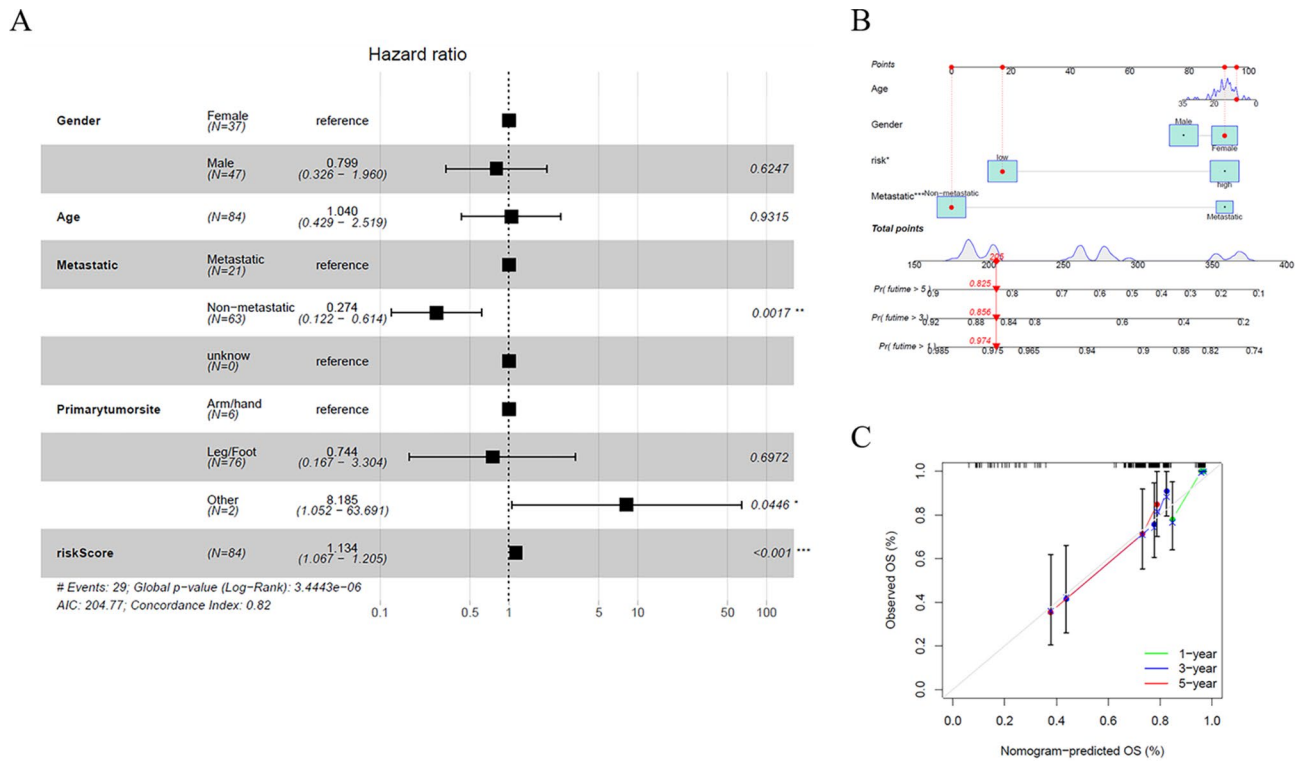 A
Hazard ratio
Gender
Female
(N=37)
reference
Male
(N=47)
0.799
(0.326 − 1.960)
0.6247
Age
(N=84)
1.040
(0.429 − 2.519)
0.9315
Metastatic
Metastatic
(N=21)
reference
Non−metastatic
(N=63)
0.274
(0.122 − 0.614)
0.0017 **
unknow
(N=0)
reference
Primarytumorsite
Arm/hand
(N=6)
reference
Leg/Foot
(N=76)
0.744
(0.167 − 3.304)
0.6972
Other
(N=2)
8.185
(1.052 − 63.691)
0.0446 *
riskScore
(N=84)
1.134
(1.067 − 1.205)
<0.001 ***
# Events: 29; Global p−value (Log−Rank): 3.4443e−06
AIC: 204.77; Concordance Index: 0.82
0.1 0.5 1 5 10 50 100
B
Points
0 20 40 60 80 100
Age
35 20 0
Gender
Male
Female
risk*
low
high
Metastatic***
Non−metastatic
Metastatic
Total points
206
150 200 250 300 350 400
0.825
Pr( futime > 5 )
0.9 0.8 0.7 0.6 0.5 0.4 0.3 0.2 0.1
0.856
Pr( futime > 3 )
0.92 0.88 0.84 0.8 0.6 0.4 0.2
0.974
Pr( futime > 1 )
0.985 0.975 0.965 0.94 0.9 0.86 0.82 0.74
C
Observed OS (%)
1.0
0.8
0.6
0.4
0.2
0.0
1−year
3−year
5−year
0.0 0.2 0.4 0.6 0.8 1.0
Nomogram−predicted OS (%)